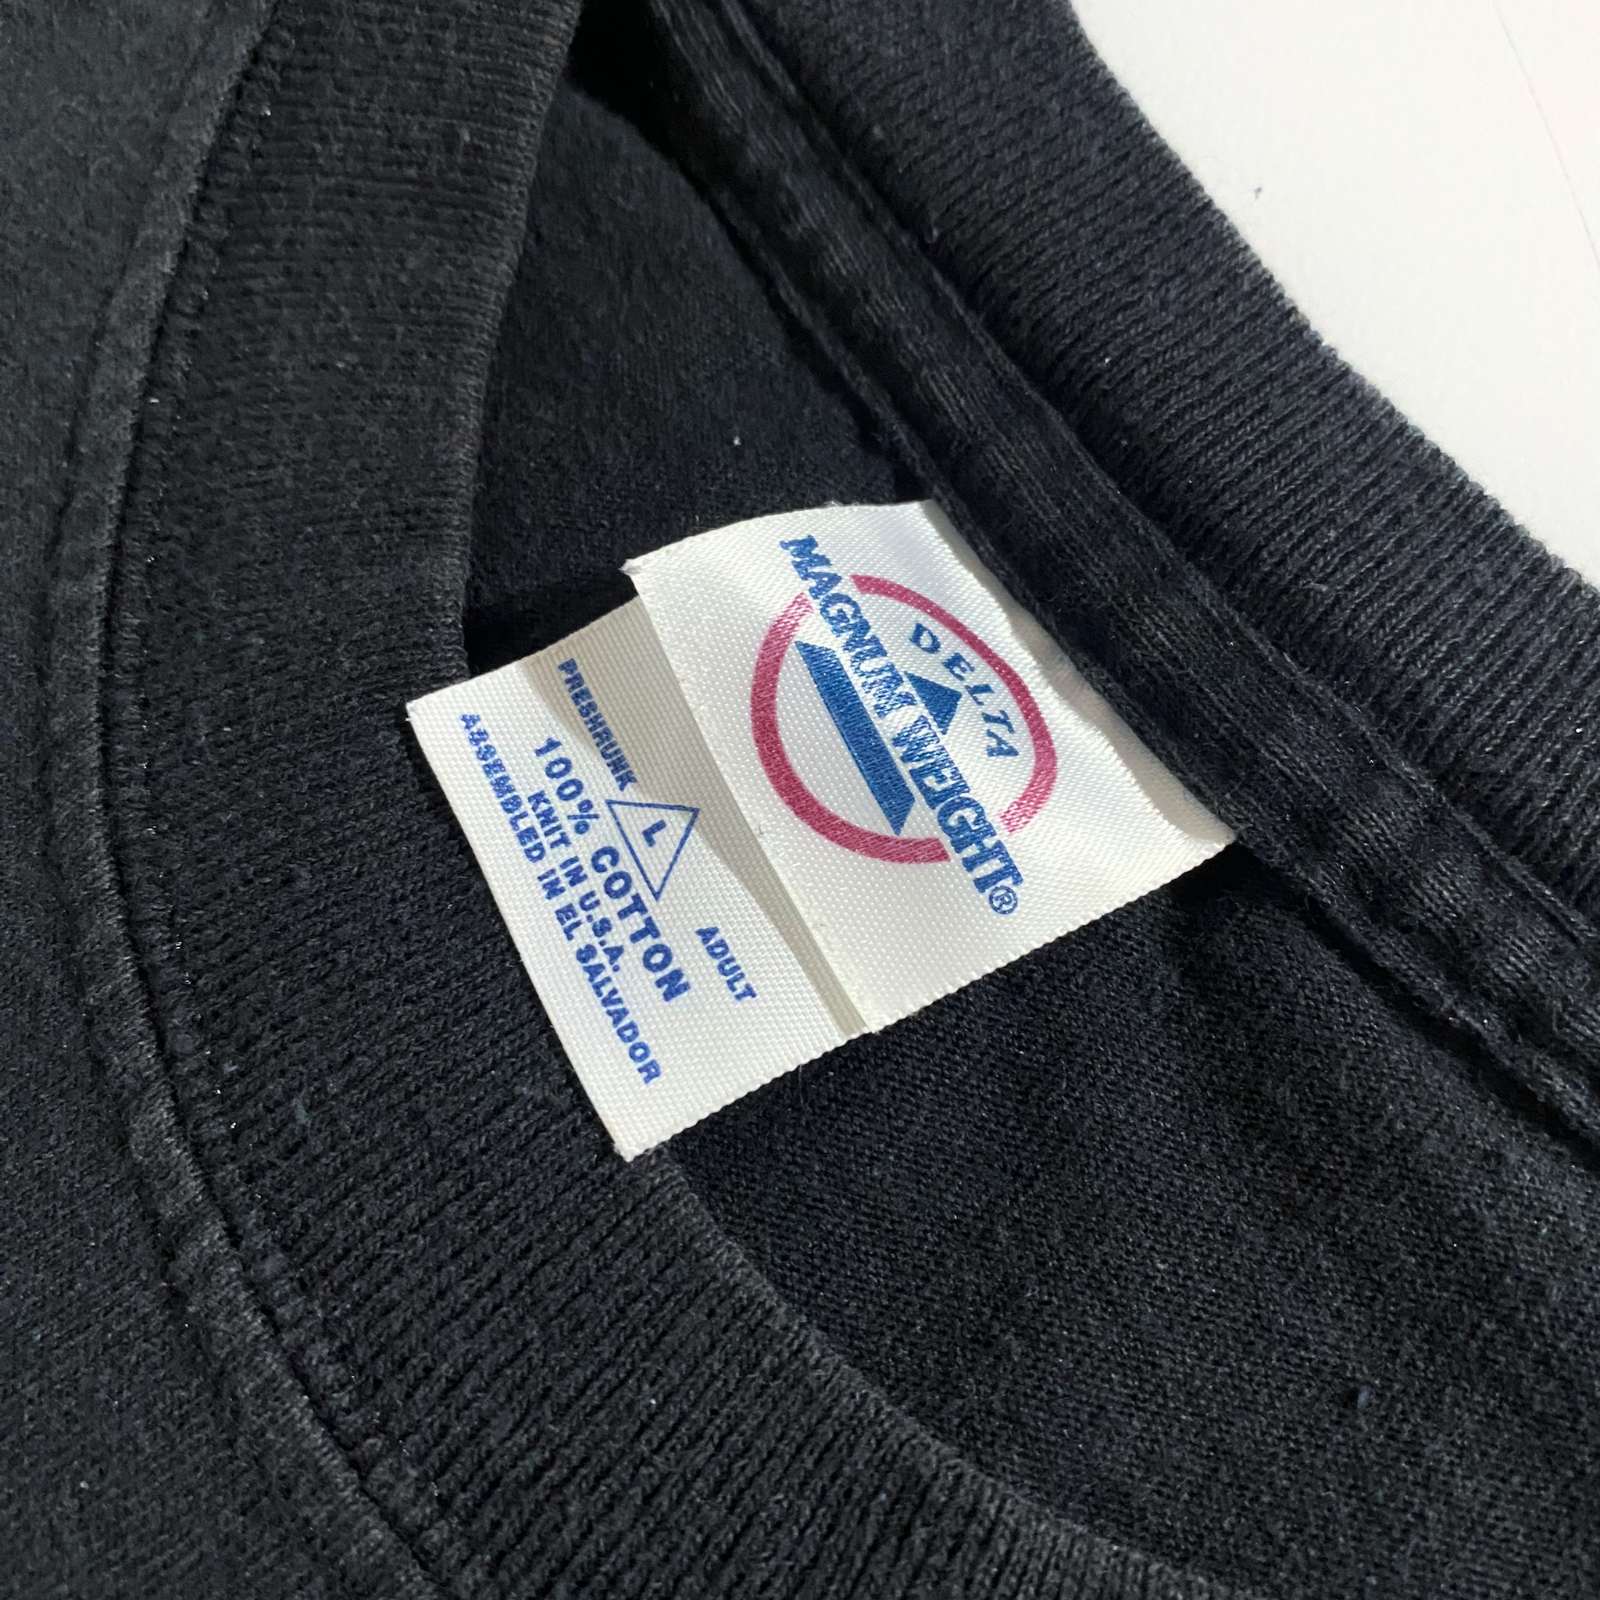 DELTA
MAGNUM WEIGHT®
PRESHRUNK
L
ADULT
100% COTTON
KNIT IN U.S.A.
ASSEMBLED IN EL SALVADOR